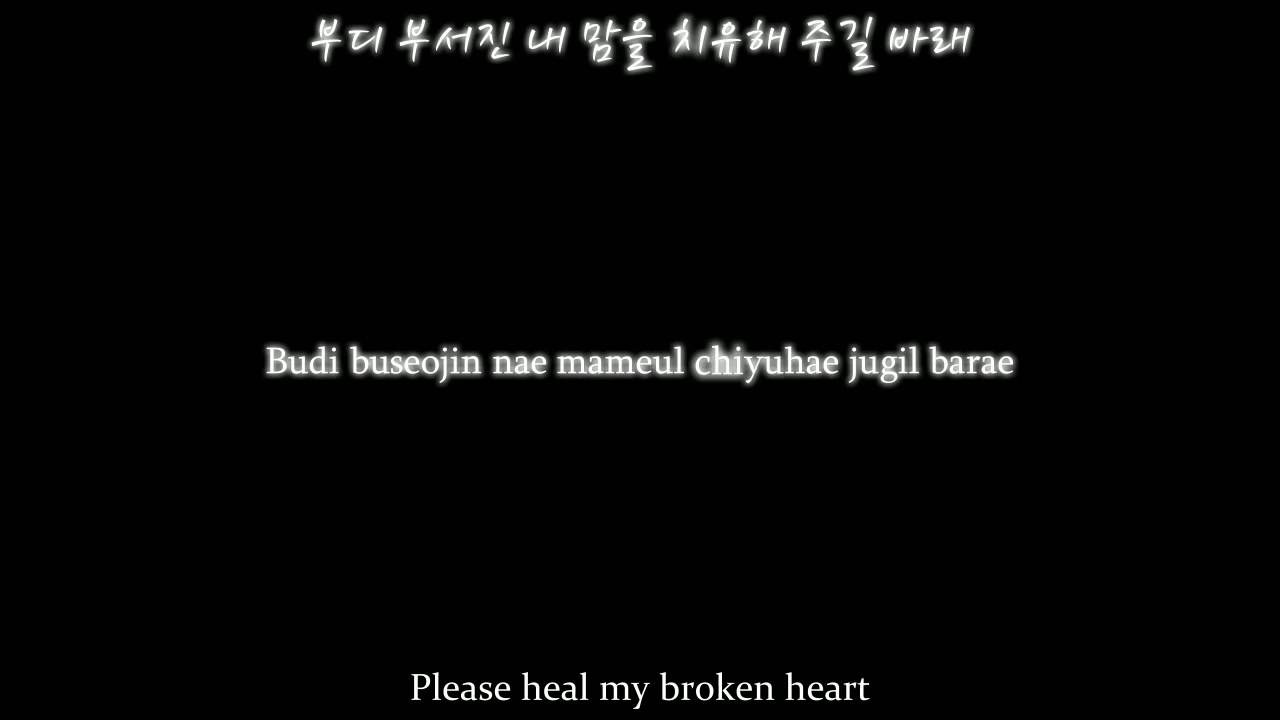 부디 부서진 내 맘을 치유해 주길 바래
Budi buseojin nae mameul chiyuhae jugil barae
Please heal my broken heart